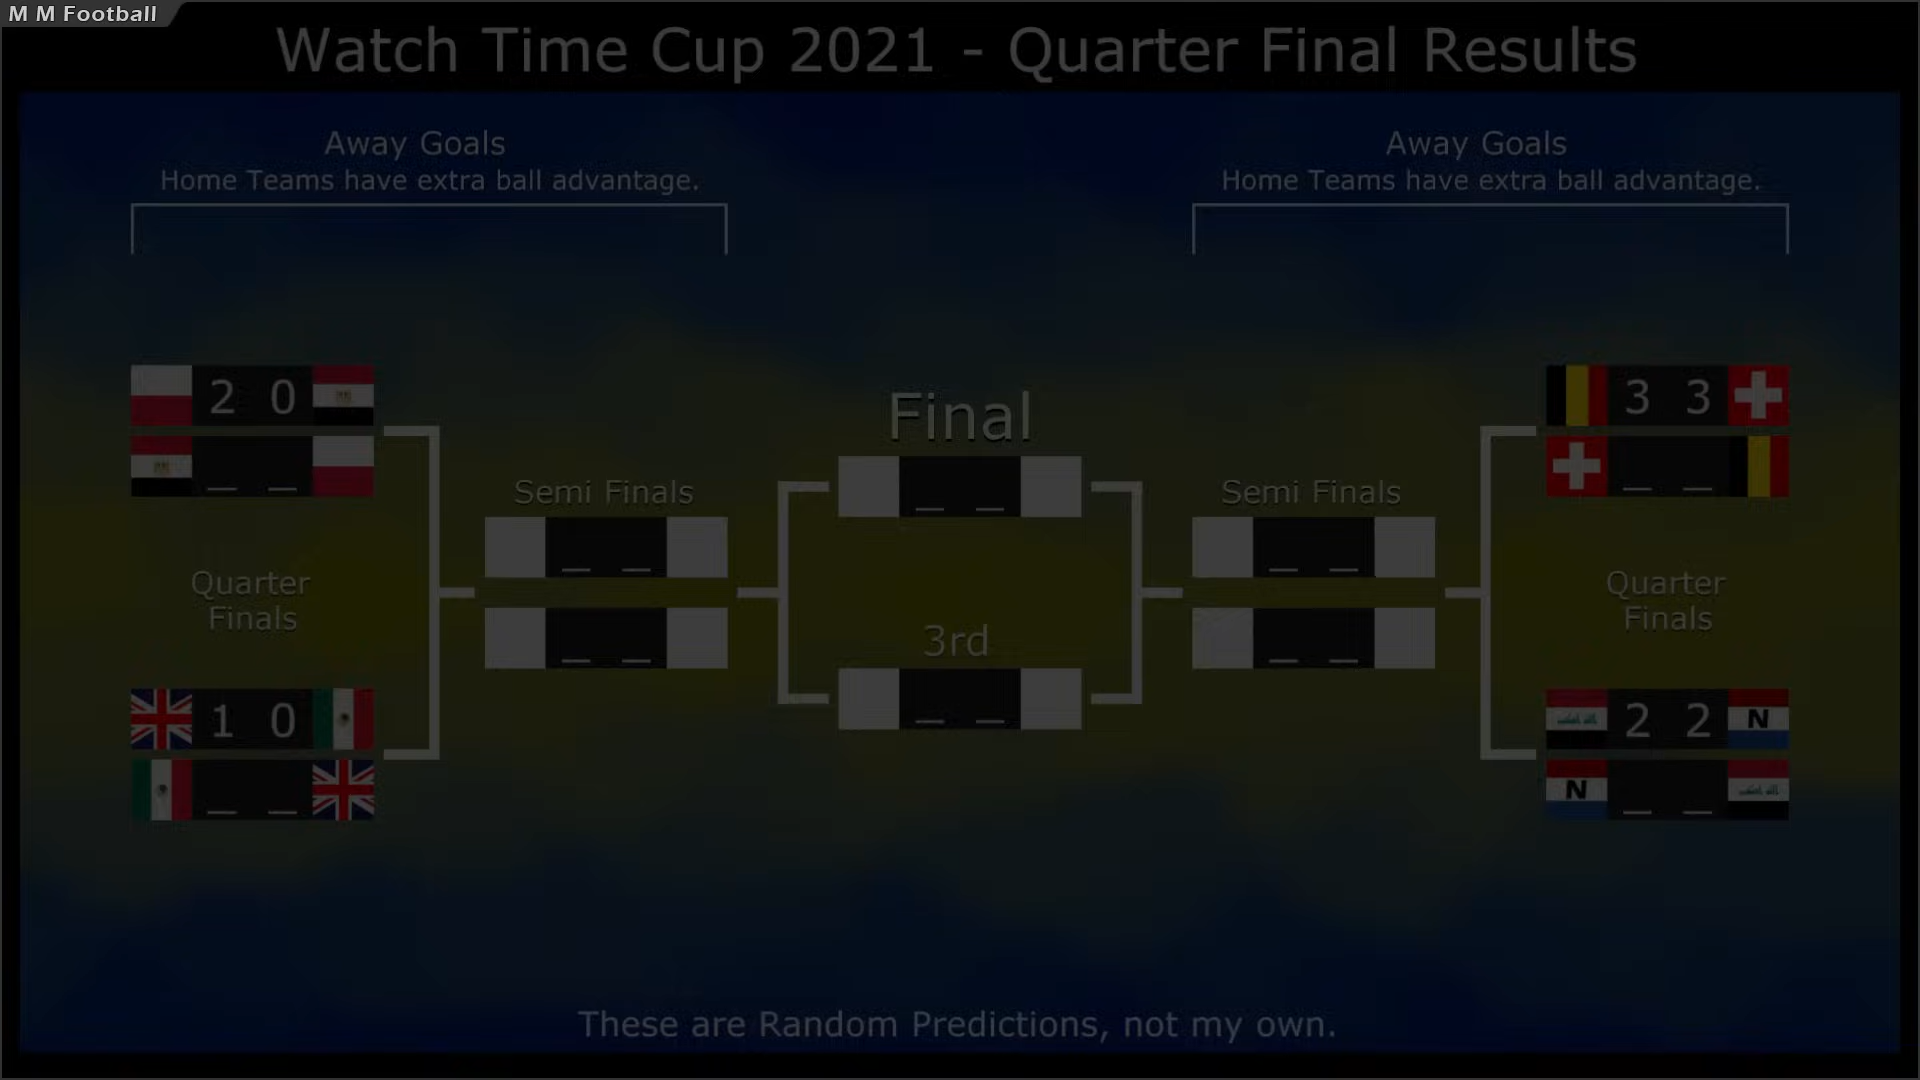 M M Football
Watch Time Cup 2021 - Quarter Final Results
Away Goals
Home Teams have extra ball advantage.
Away Goals
Home Teams have extra ball advantage.
2 0
_ _
Quarter
Finals
1 0
_ _
Semi Finals
_ _
_ _
Final
_ _
3rd
_ _
Semi Finals
_ _
_ _
3 3
_ _
Quarter
Finals
2 2 N
N _ _
These are Random Predictions, not my own.